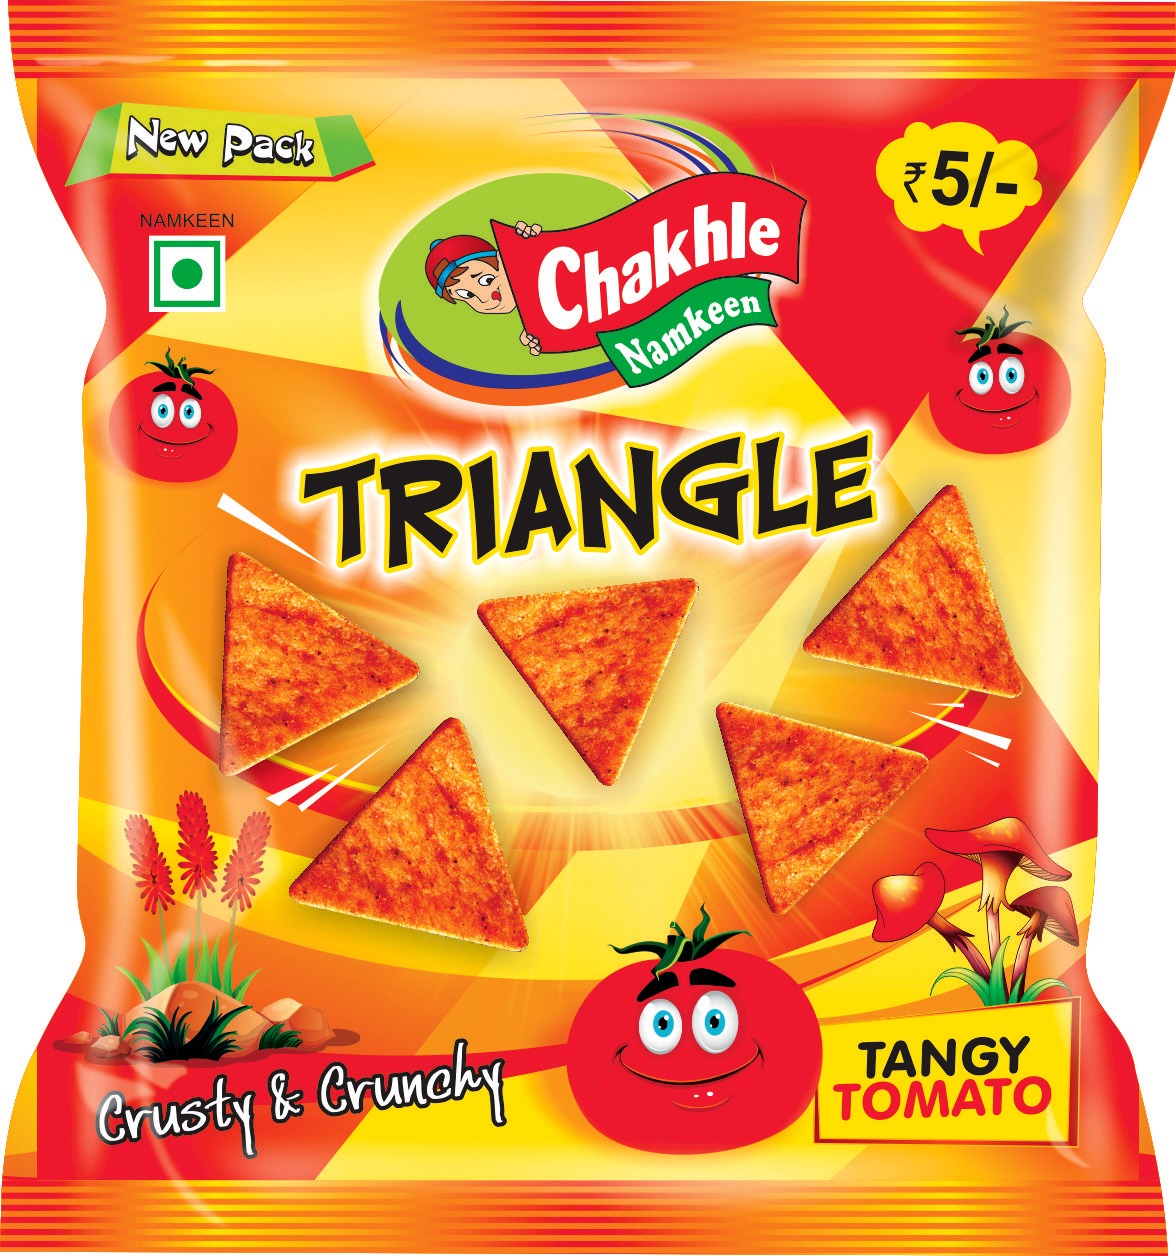 New Pack
NAMKEEN
Chakhle
Namkeen
₹5/-
TRIANGLE
Crusty & Crunchy
TANGY
TOMATO